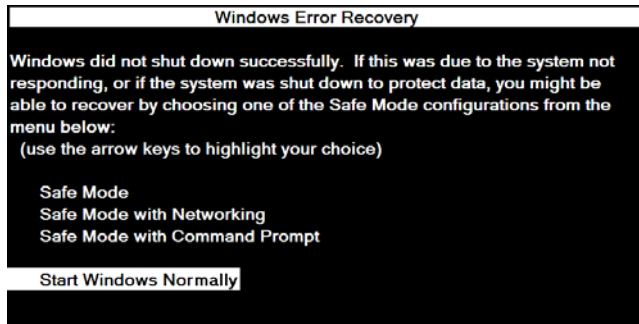 Windows Error Recovery
Windows did not shut down successfully.  If this was due to the system not
responding, or if the system was shut down to protect data, you might be
able to recover by choosing one of the Safe Mode configurations from the
menu below:
(use the arrow keys to highlight your choice)
Safe Mode
Safe Mode with Networking
Safe Mode with Command Prompt
Start Windows Normally